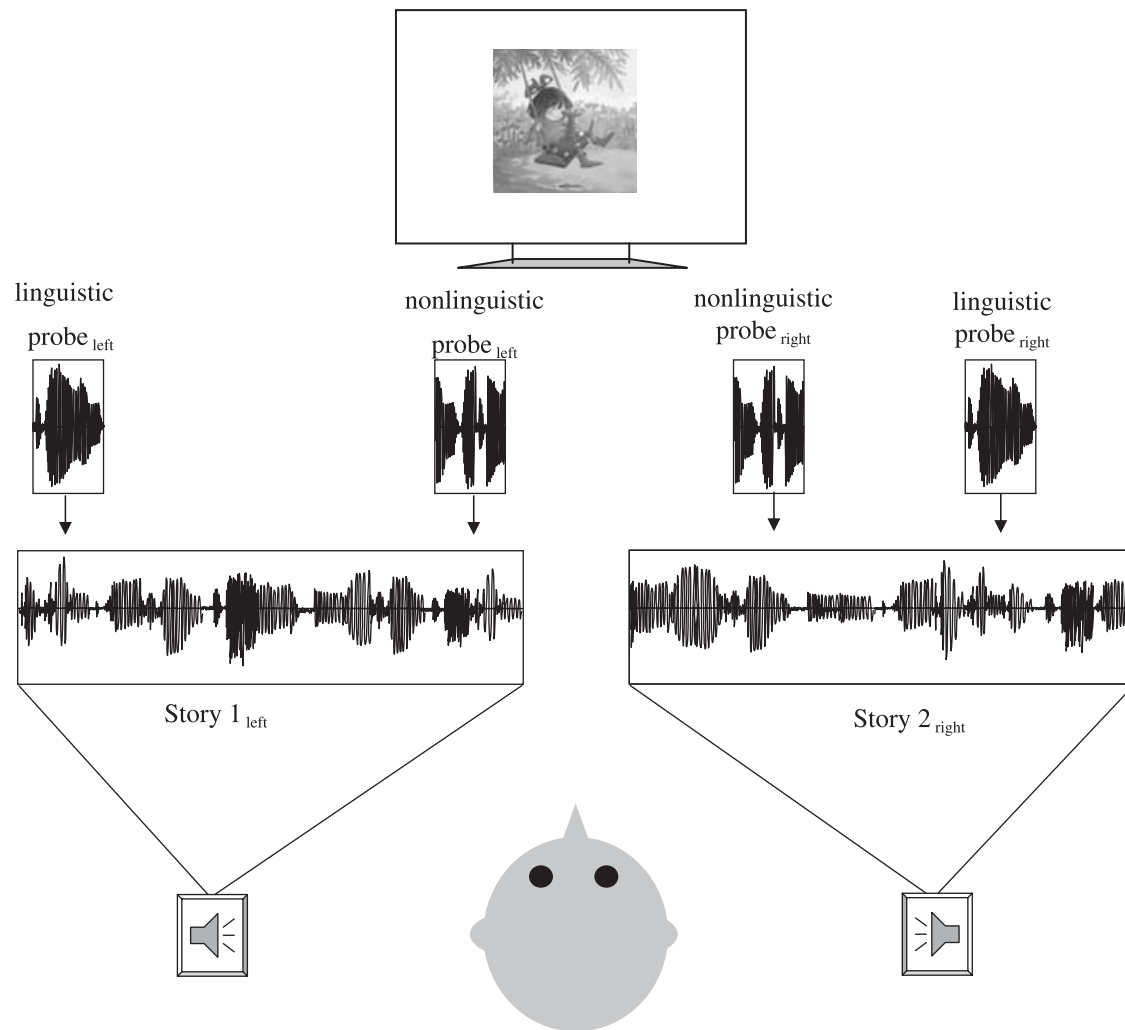 linguistic
probe left
nonlinguistic
probe left
nonlinguistic
probe right
linguistic
probe right
Story 1 left
Story 2 right